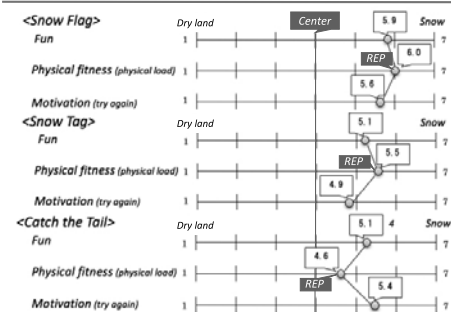 <Snow Flag> Dry land Center 5.9 Snow
Fun 1 7
REP 6.0
Physical fitness (physical load) 1 7
5.6
Motivation (try again) 1 7
<Snow Tag> Dry land 5.1 Snow
Fun 1 7
REP 5.5
Physical fitness (physical load) 1 7
4.9
Motivation (try again) 1 7
<Catch the Tail> Dry land 5.1 4 Snow
Fun 1 7
4.6
Physical fitness (physical load) 1 7
REP 5.4
Motivation (try again) 1 7